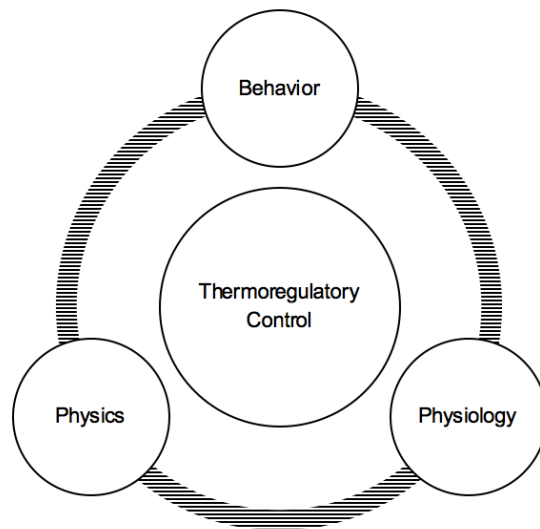 Behavior
Thermoregulatory
Control
Physics
Physiology